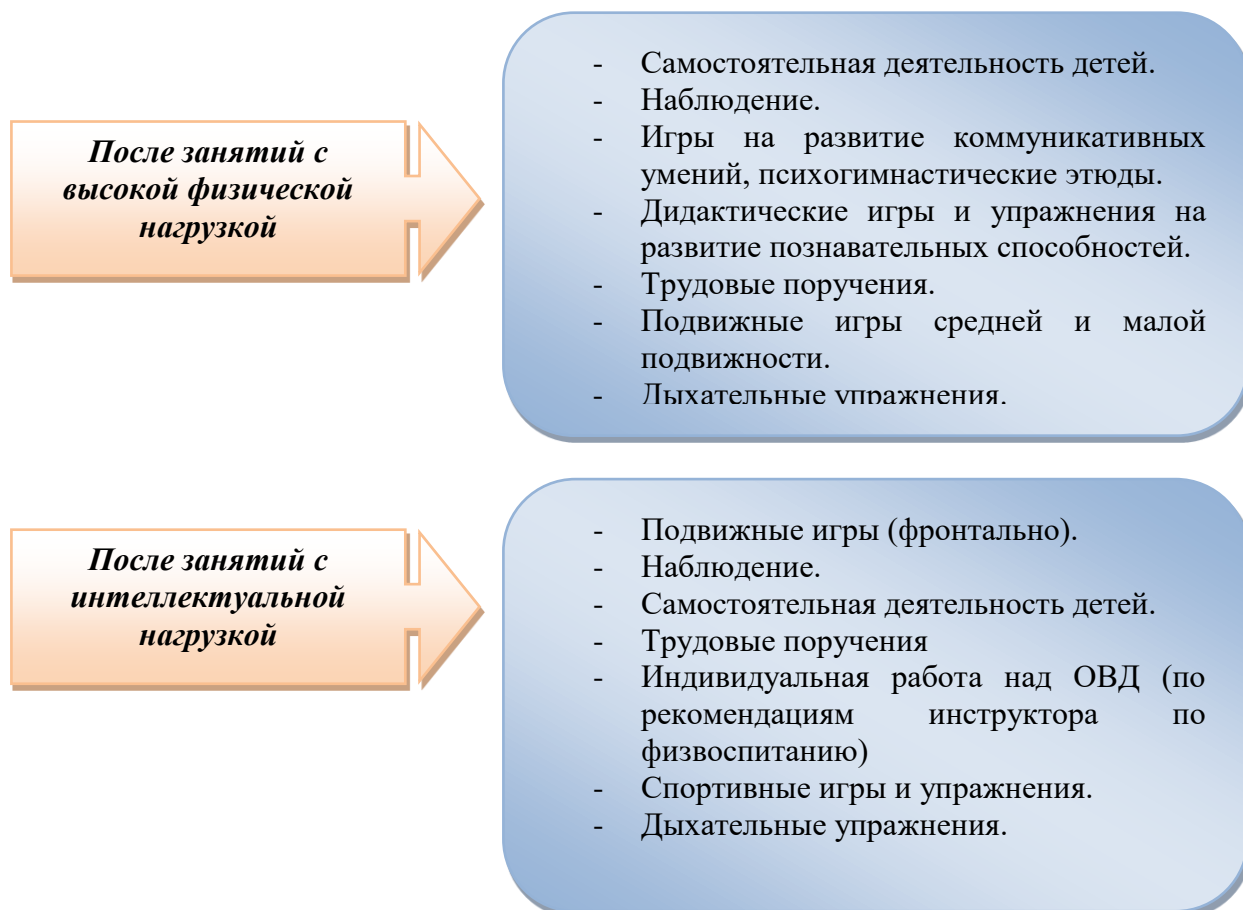 После занятий с
высокой физической
нагрузкой
- Самостоятельная деятельность детей.
- Наблюдение.
- Игры на развитие коммуникативных
умений, психогимнастические этюды.
- Дидактические игры и упражнения на
развитие познавательных способностей.
- Трудовые поручения.
- Подвижные игры средней и малой
подвижности.
- Дыхательные упражнения.
После занятий с
интеллектуальной
нагрузкой
- Подвижные игры (фронтально).
- Наблюдение.
- Самостоятельная деятельность детей.
- Трудовые поручения
- Индивидуальная работа над ОВД (по
рекомендациям инструктора по
физвоспитанию)
- Спортивные игры и упражнения.
- Дыхательные упражнения.